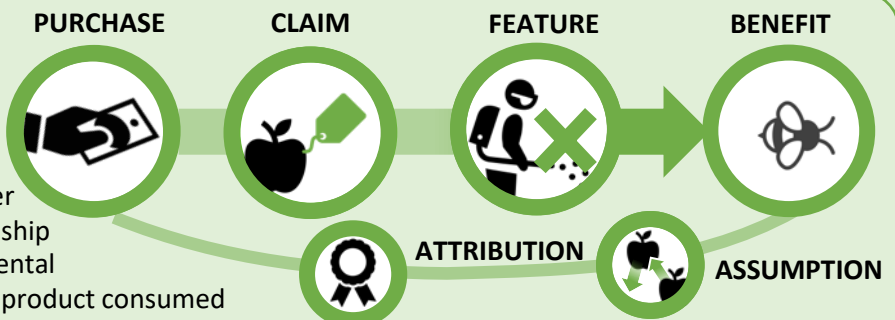 PURCHASE CLAIM FEATURE BENEFIT
er
ship
ental
product consumed
ATTRIBUTION
ASSUMPTION